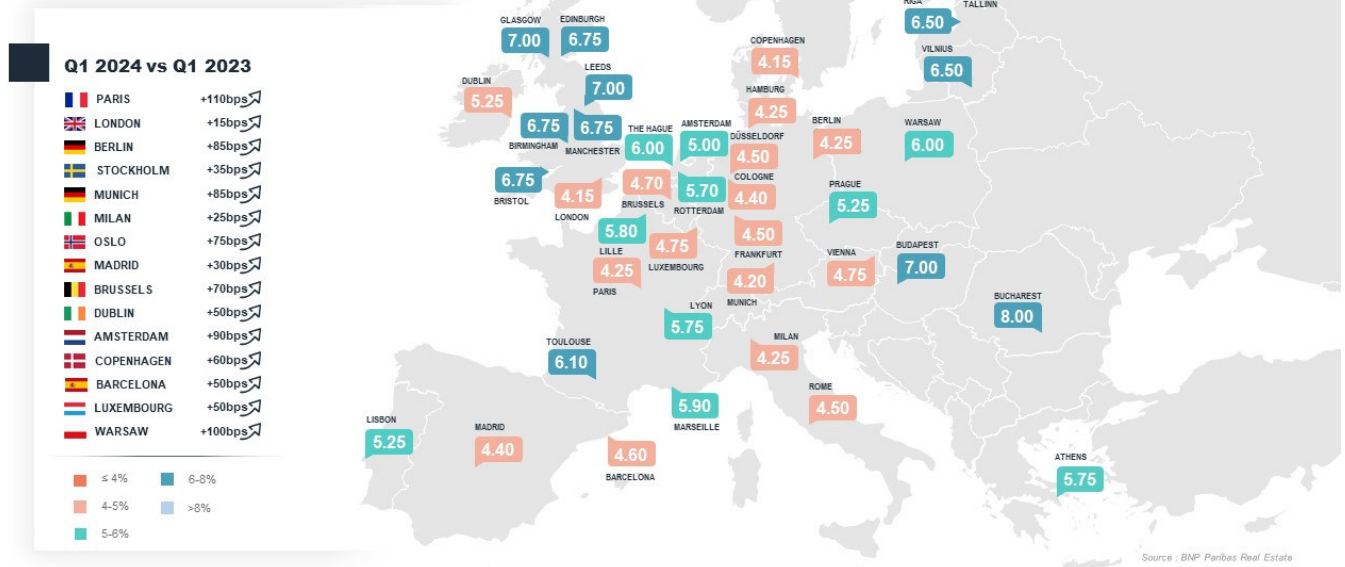 Q1 2024 vs Q1 2023
PARIS +110bps
LONDON +15bps
BERLIN +85bps
STOCKHOLM +35bps
MUNICH +85bps
MILAN +25bps
OSLO +75bps
MADRID +30bps
BRUSSELS +70bps
DUBLIN +50bps
AMSTERDAM +90bps
COPENHAGEN +60bps
BARCELONA +50bps
LUXEMBOURG +50bps
WARSAW +100bps
≤ 4%
6-8%
4-5%
>8%
5-6%
RIGA
6.50
TALLINN
GLASGOW
7.00
EDINBURGH
6.75
COPENHAGEN
4.15
VILNIUS
6.50
LEEDS
7.00
DUBLIN
5.25
HAMBURG
4.25
6.75
BIRMINGHAM
6.75
MANCHESTER
THE HAGUE
6.00
AMSTERDAM
5.00
DÜSSELDORF
4.50
BERLIN
4.25
WARSAW
6.00
6.75
BRISTOL
4.15
LONDON
4.70
BRUSSELS
5.70
ROTTERDAM
COLOGNE
4.40
PRAGUE
5.25
5.80
LILLE
4.75
LUXEMBOURG
4.50
FRANKFURT
4.25
PARIS
4.20
MUNICH
VIENNA
4.75
BUDAPEST
7.00
BUCHAREST
8.00
LYON
5.75
TOULOUSE
6.10
MILAN
4.25
5.90
MARSEILLE
ROME
4.50
LISBON
5.25
MADRID
4.40
4.60
BARCELONA
ATHENS
5.75
Source : BNP Paribas Real Estate